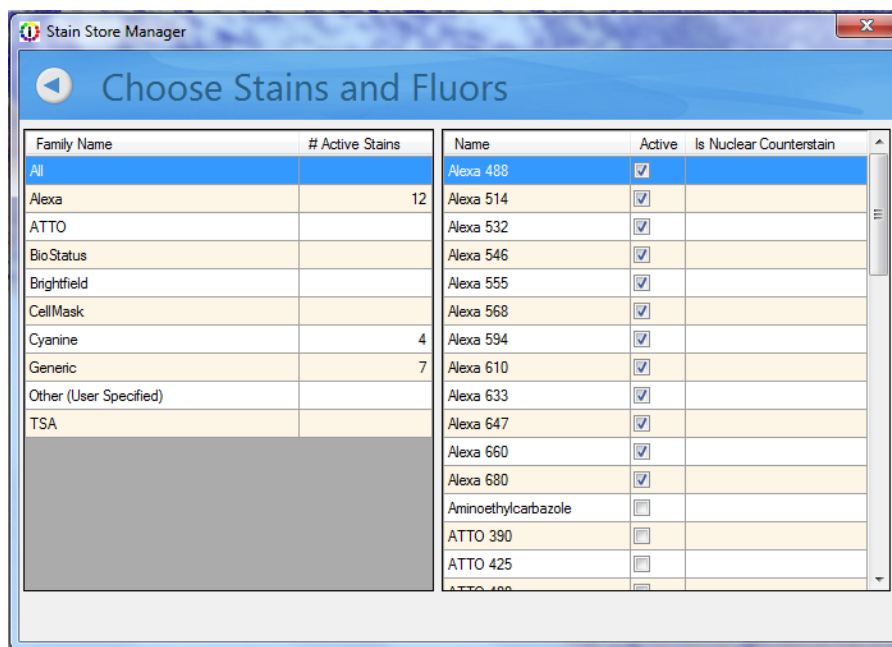 Stain Store Manager
Choose Stains and Fluors
Family Name # Active Stains
All
Alexa 12
ATTO
BioStatus
Brightfield
CellMask
Cyanine 4
Generic 7
Other (User Specified)
TSA
Name Active Is Nuclear Counterstain
Alexa 488
Alexa 514
Alexa 532
Alexa 546
Alexa 555
Alexa 568
Alexa 594
Alexa 610
Alexa 633
Alexa 647
Alexa 660
Alexa 680
Aminoethylcarbazole
ATTO 390
ATTO 425
ATTO 488